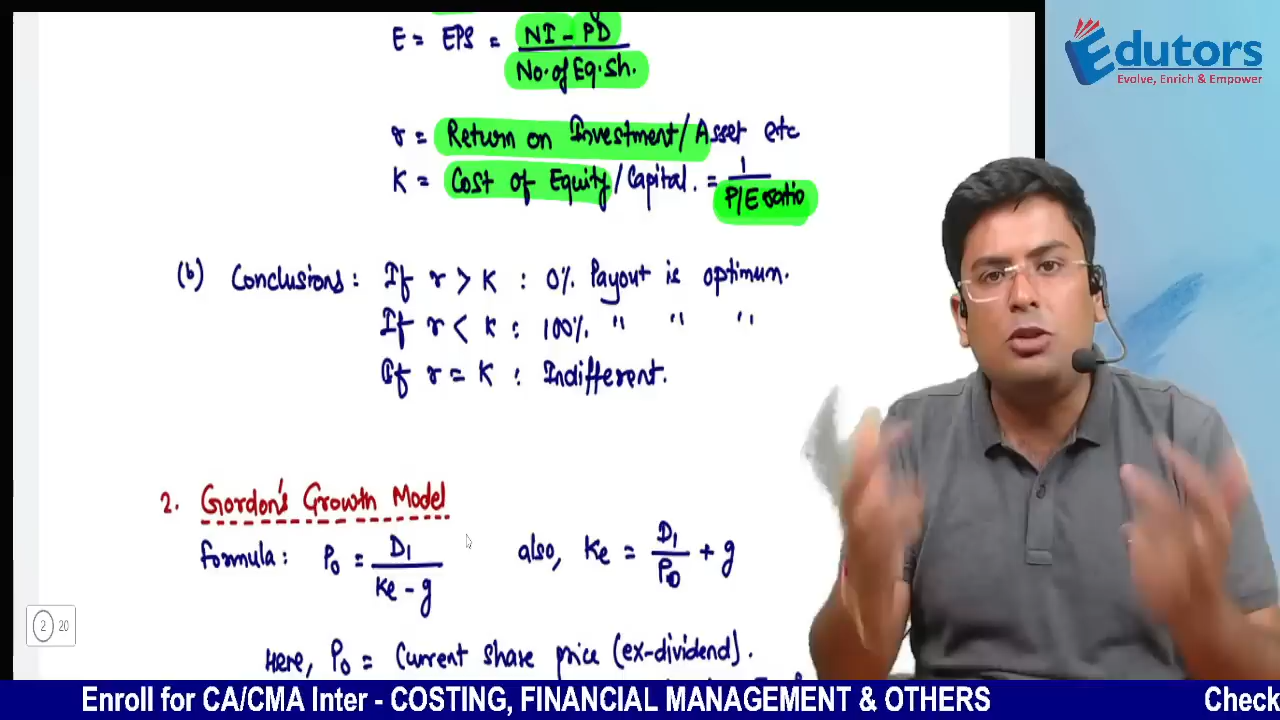 E = EPS = NI - PD / No. of Eq. sh.
r = Return on Investment/Asset etc
K = Cost of Equity/Capital. = 1 / P/E ratio
(b) Conclusions: If r > K : 0% Payout is optimum.
If r < K : 100% " " "
If r = K : Indifferent.
2. Gordon's Growth Model
formula: P0 = D1 / Ke - g also, Ke = D1 / P0 + g
Here, P0 = Current share price (ex-dividend).
2 20
Edutors
Evolve, Enrich & Empower
Enroll for CA/CMA Inter - COSTING, FINANCIAL MANAGEMENT & OTHERS Check